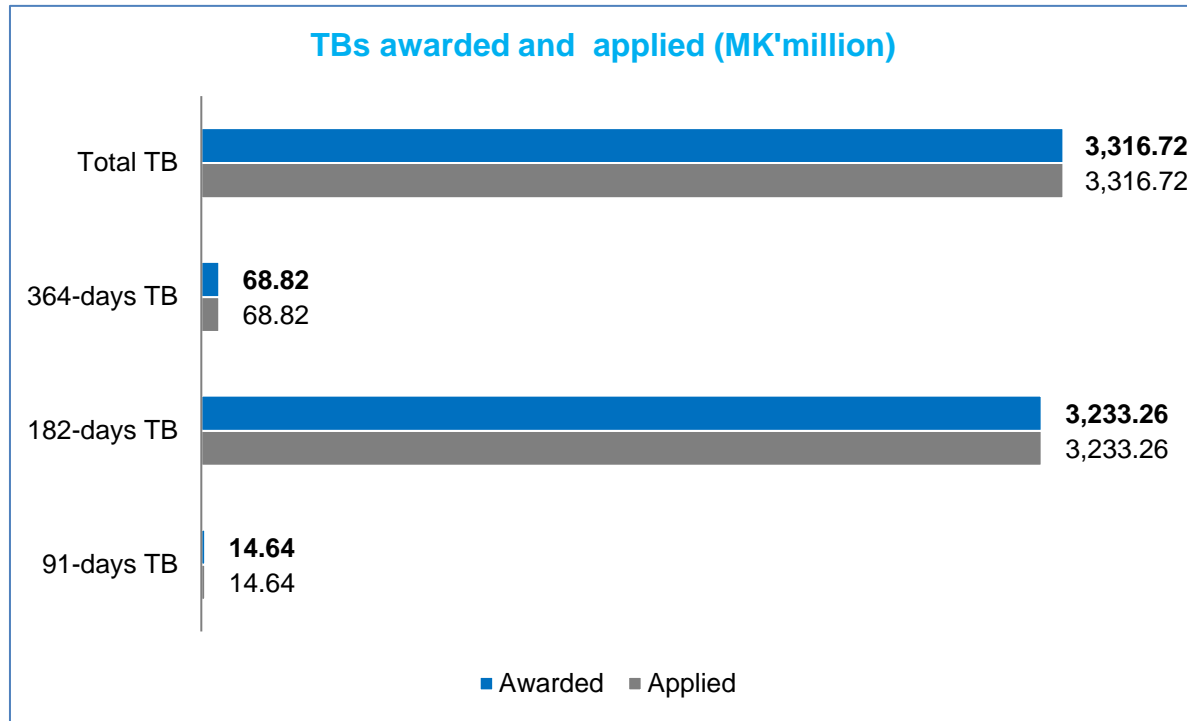 TBs awarded and  applied (MK'million)
Total TB
3,316.72
3,316.72
364-days TB
68.82
68.82
182-days TB
3,233.26
3,233.26
91-days TB
14.64
14.64
Awarded
Applied